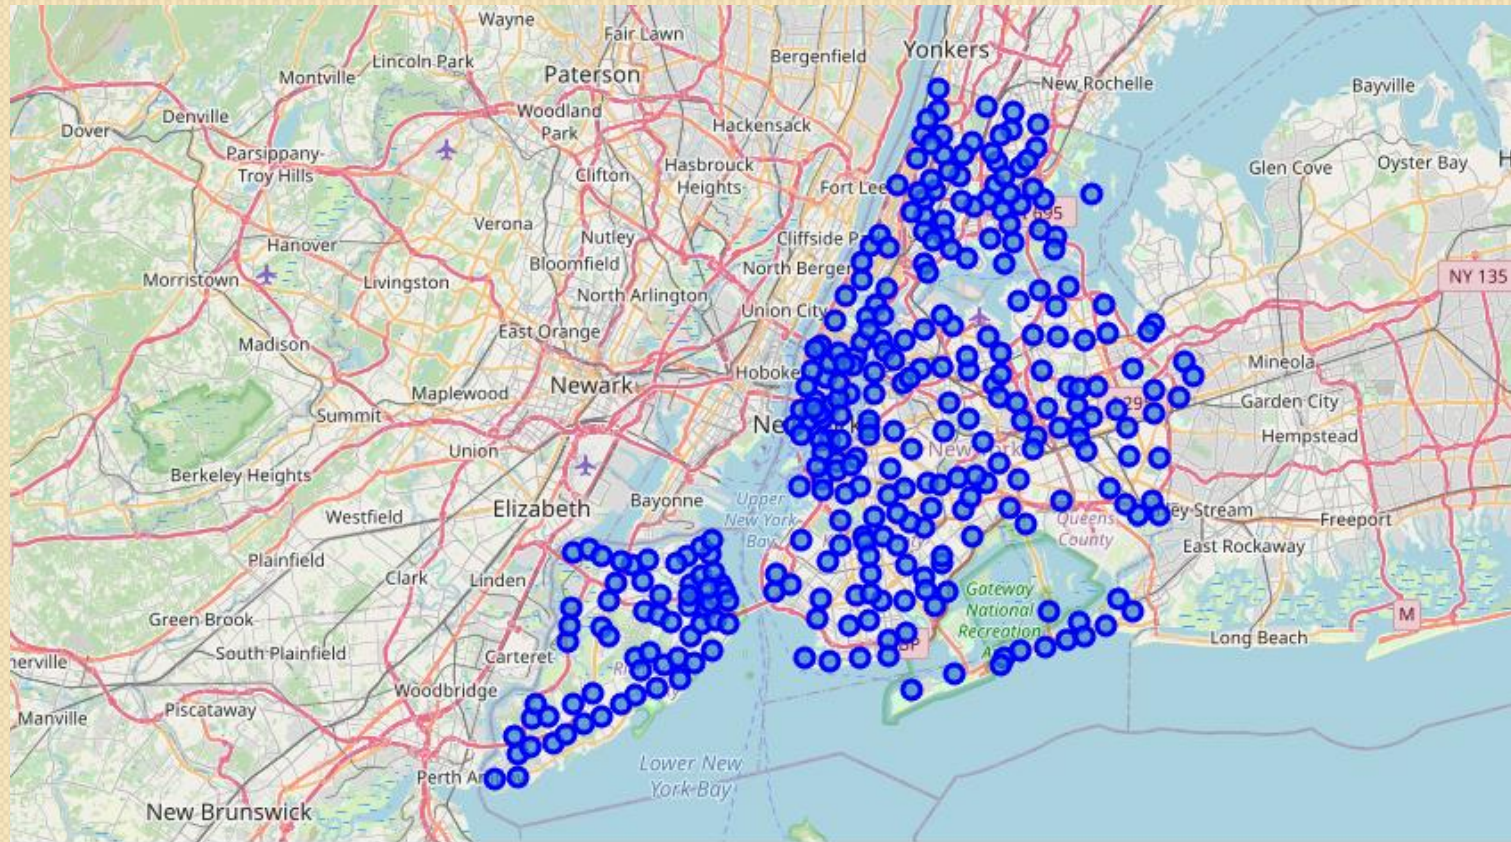 Wayne
Fair Lawn
Yonkers
Lincoln Park
Bergenfield
Paterson
Montville
New Rochelle
Bayville
Denville
Woodland
Park
Hackensack
Dover
Parsippany-
Troy Hills
Hasbrouck
Heights
Glen Cove
Oyster Bay
Clifton
Fort Lee
695
Verona
Nutley
Cliffside
Hanover
Bloomfield
North Bergen
Morristown
Livingston
North Arlington
NY 135
Union City
East Orange
Madison
Mineola
Newark
Maplewood
Garden City
Summit
Hempstead
Union
New York
Berkeley Heights
Bayonne
Upper
New York
Bay
Elizabeth
Westfield
Queens
County
Freeport
East Rockaway
Plainfield
Clark
Linden
Gateway
National
Recreation
Green Brook
M
South Plainfield
Carteret
Long Beach
Woodbridge
Piscataway
Manville
Lower New
York Bay
New Brunswick